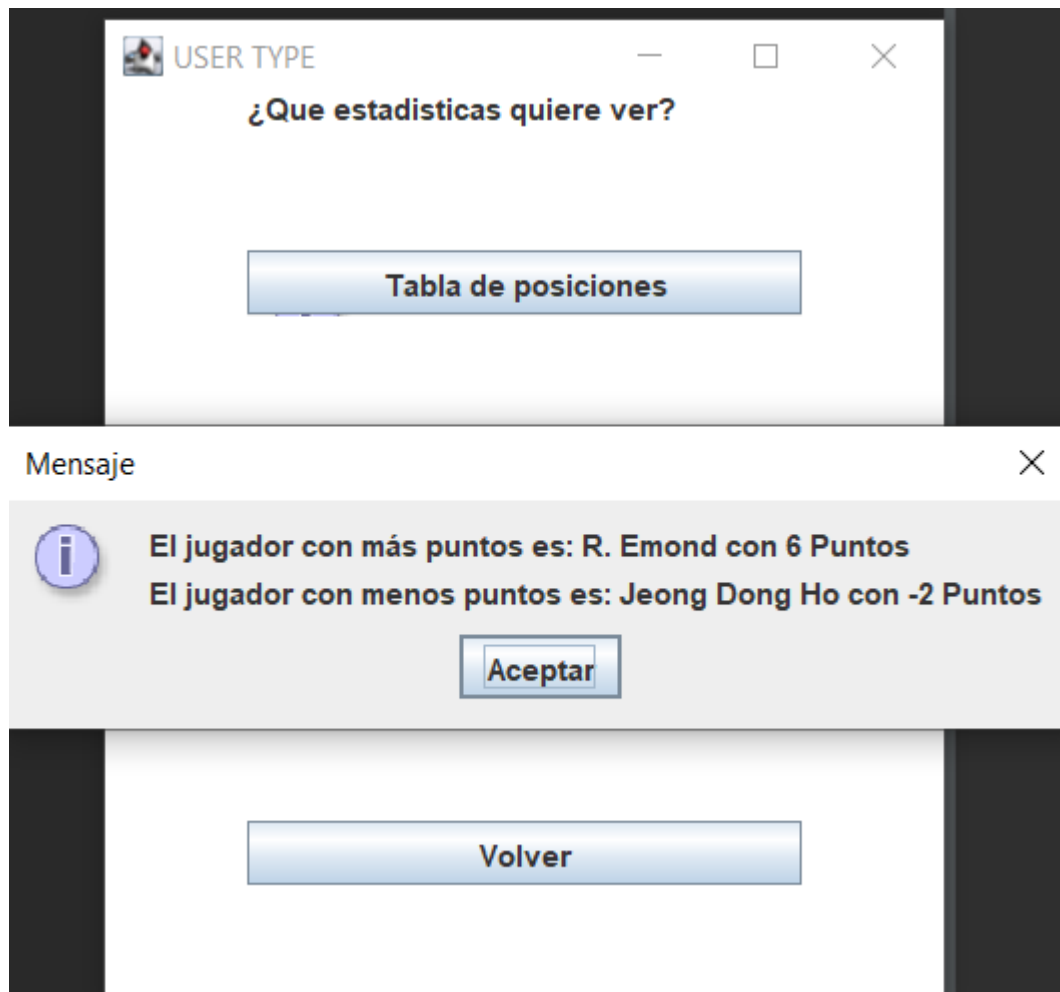 USER TYPE
¿Que estadisticas quiere ver?
Tabla de posiciones
Mensaje
El jugador con más puntos es: R. Emond con 6 Puntos
El jugador con menos puntos es: Jeong Dong Ho con -2 Puntos
Aceptar
Volver